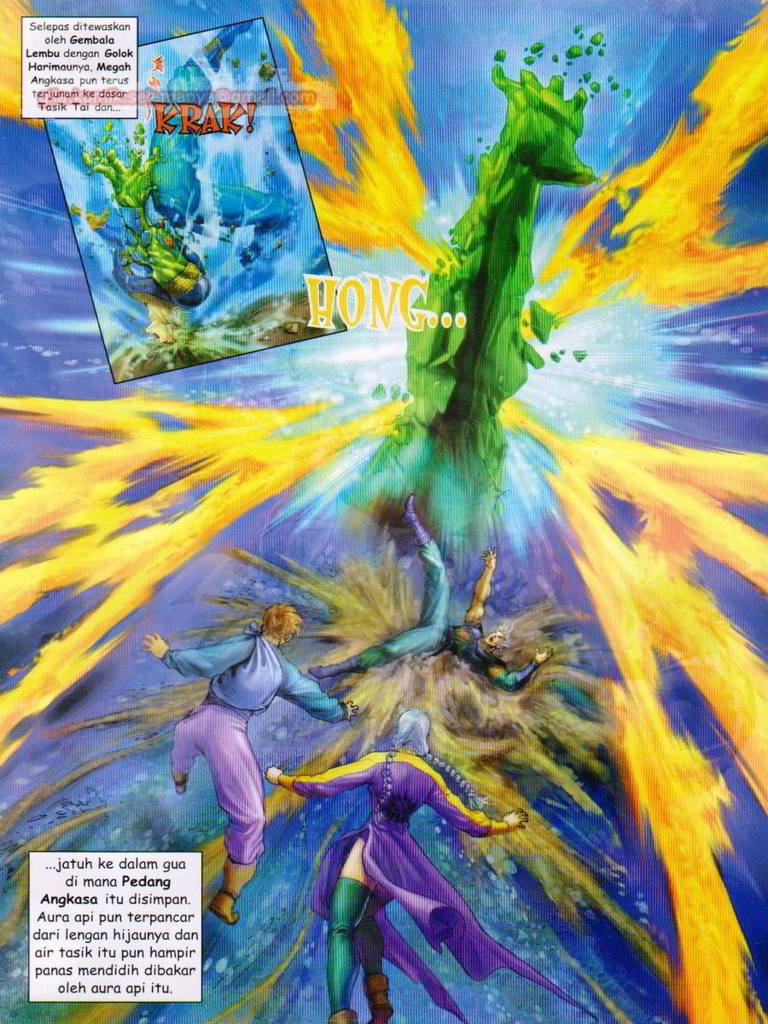 Selepas ditewaskan
oleh Gembala
Lembu dengan Golok
Harimaunya, Megah
Angkasa pun terus
terjunam ke dasar
Tasik Tai dan...
KRAK!
HONG...
...jatuh ke dalam gua
di mana Pedang
Angkasa itu disimpan.
Aura api pun terpancar
dari lengan hijaunya dan
air tasik itu pun hampir
panas mendidih dibakar
oleh aura api itu.